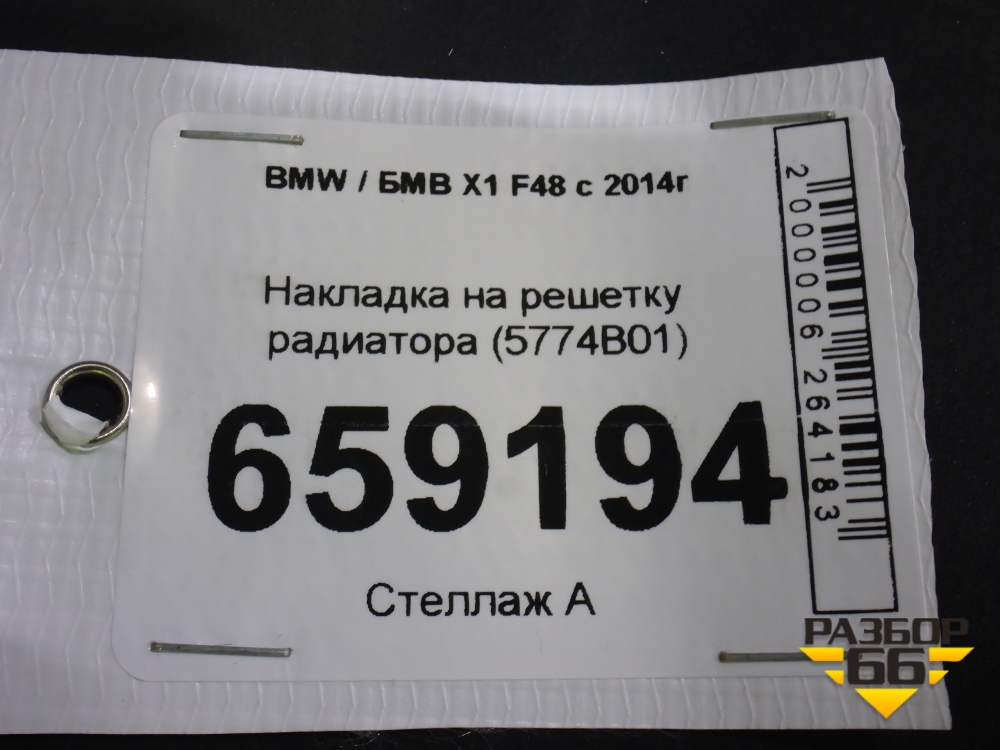 BMW / БМВ X1 F48 с 2014г
Накладка на решетку
радиатора (5774B01)
659194
Стеллаж А
2000006264183
РАЗБОР
66